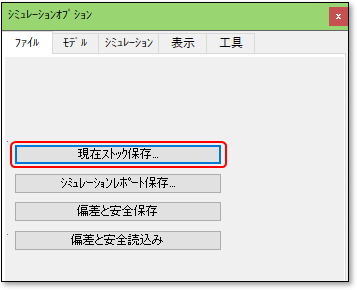 シミュレーションオプション x
ファイル モデル シミュレーション 表示 工具
現在ストック保存...
シミュレーションレポート保存...
偏差と安全保存
偏差と安全読込み